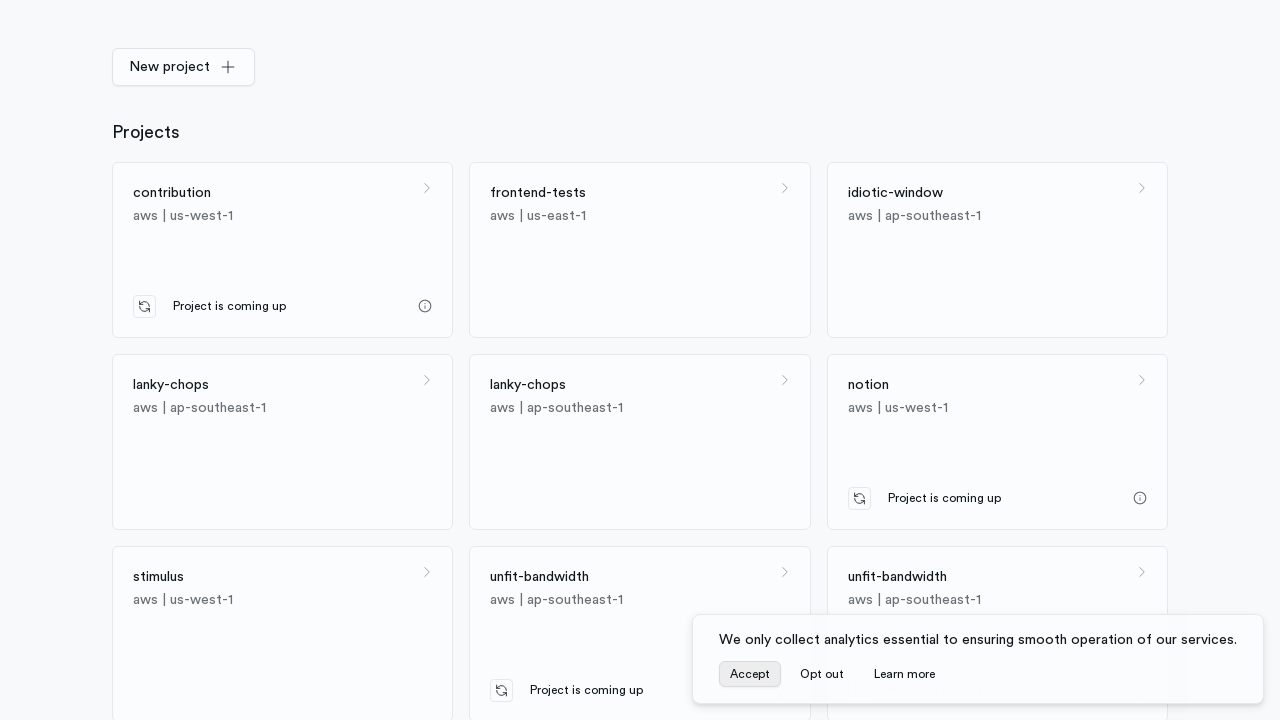 New project
Projects
contribution
aws | us-west-1
Project is coming up
frontend-tests
aws | us-east-1
idiotic-window
aws | ap-southeast-1
lanky-chops
aws | ap-southeast-1
lanky-chops
aws | ap-southeast-1
notion
aws | us-west-1
Project is coming up
stimulus
aws | us-west-1
unfit-bandwidth
aws | ap-southeast-1
Project is coming up
unfit-bandwidth
aws | ap-southeast-1
We only collect analytics essential to ensuring smooth operation of our services.
Accept
Opt out
Learn more